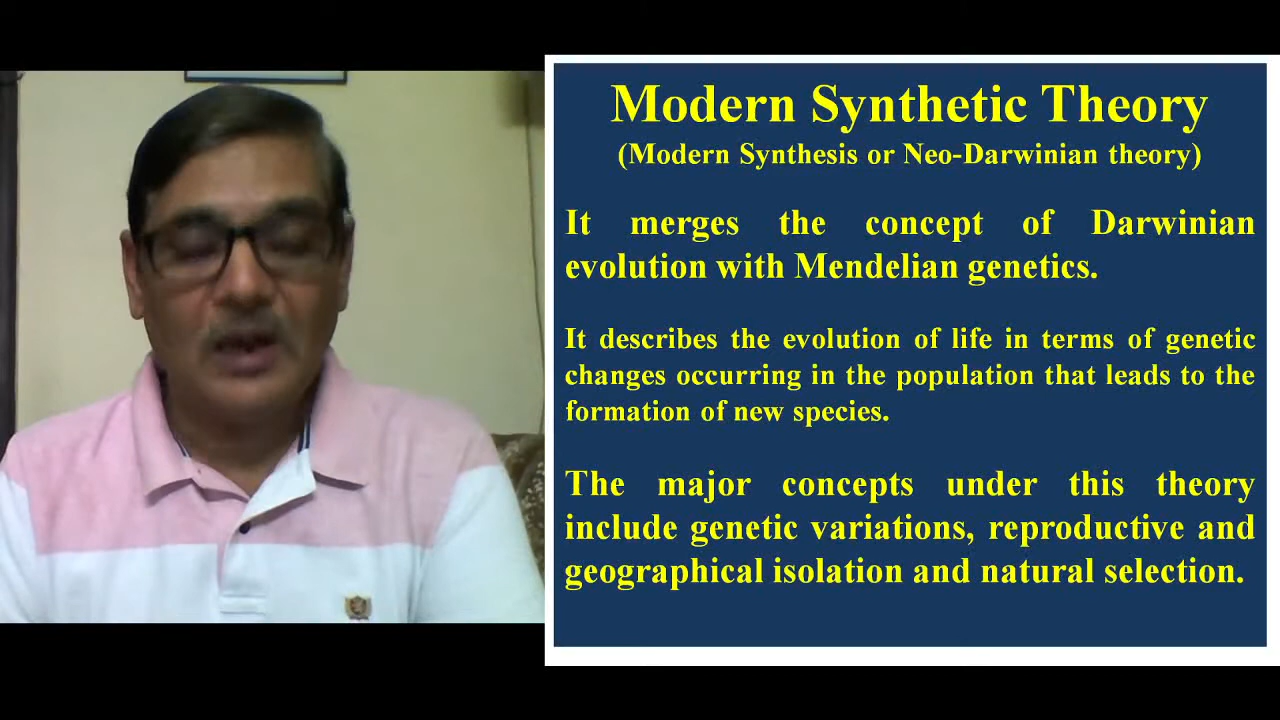 Modern Synthetic Theory
(Modern Synthesis or Neo-Darwinian theory)
It merges the concept of Darwinian
evolution with Mendelian genetics.
It describes the evolution of life in terms of genetic
changes occurring in the population that leads to the
formation of new species.
The major concepts under this theory
include genetic variations, reproductive and
geographical isolation and natural selection.